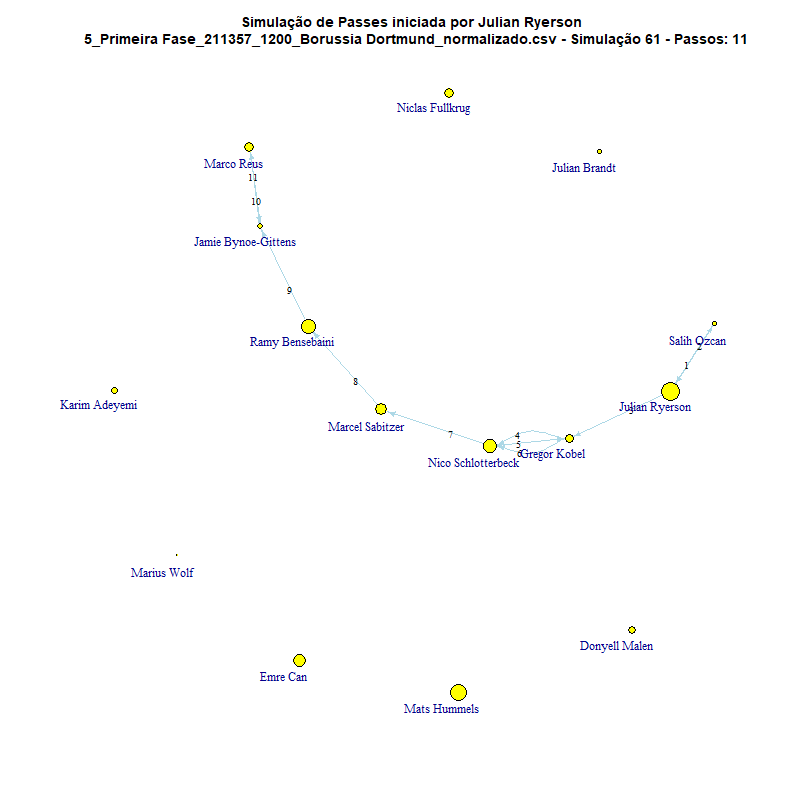 Simulação de Passes iniciada por Julian Ryerson
5_Primeira Fase_211357_1200_Borussia Dortmund_normalizado.csv - Simulação 61 - Passos: 11
Niclas Fullkrug
Marco Reus
Julian Brandt
11
10
Jamie Bynoe-Gittens
9
Ramy Bensebaini
Salih Ozcan
2
1
8
Karim Adeyemi
Julian Ryerson
3
Marcel Sabitzer
7
4
5
6
Gregor Kobel
Nico Schlotterbeck
Marius Wolf
Donyell Malen
Emre Can
Mats Hummels